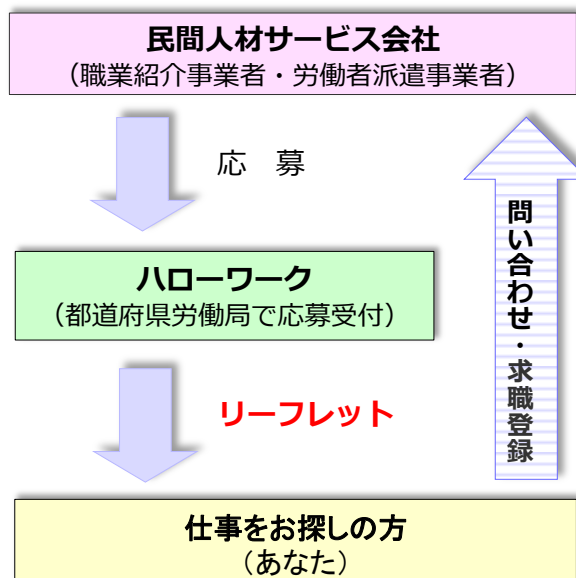 民間人材サービス会社
（職業紹介事業者・労働者派遣事業者）
応　募
問い合わせ・求職登録
ハローワーク
（都道府県労働局で応募受付）
リーフレット
仕事をお探しの方
（あなた）